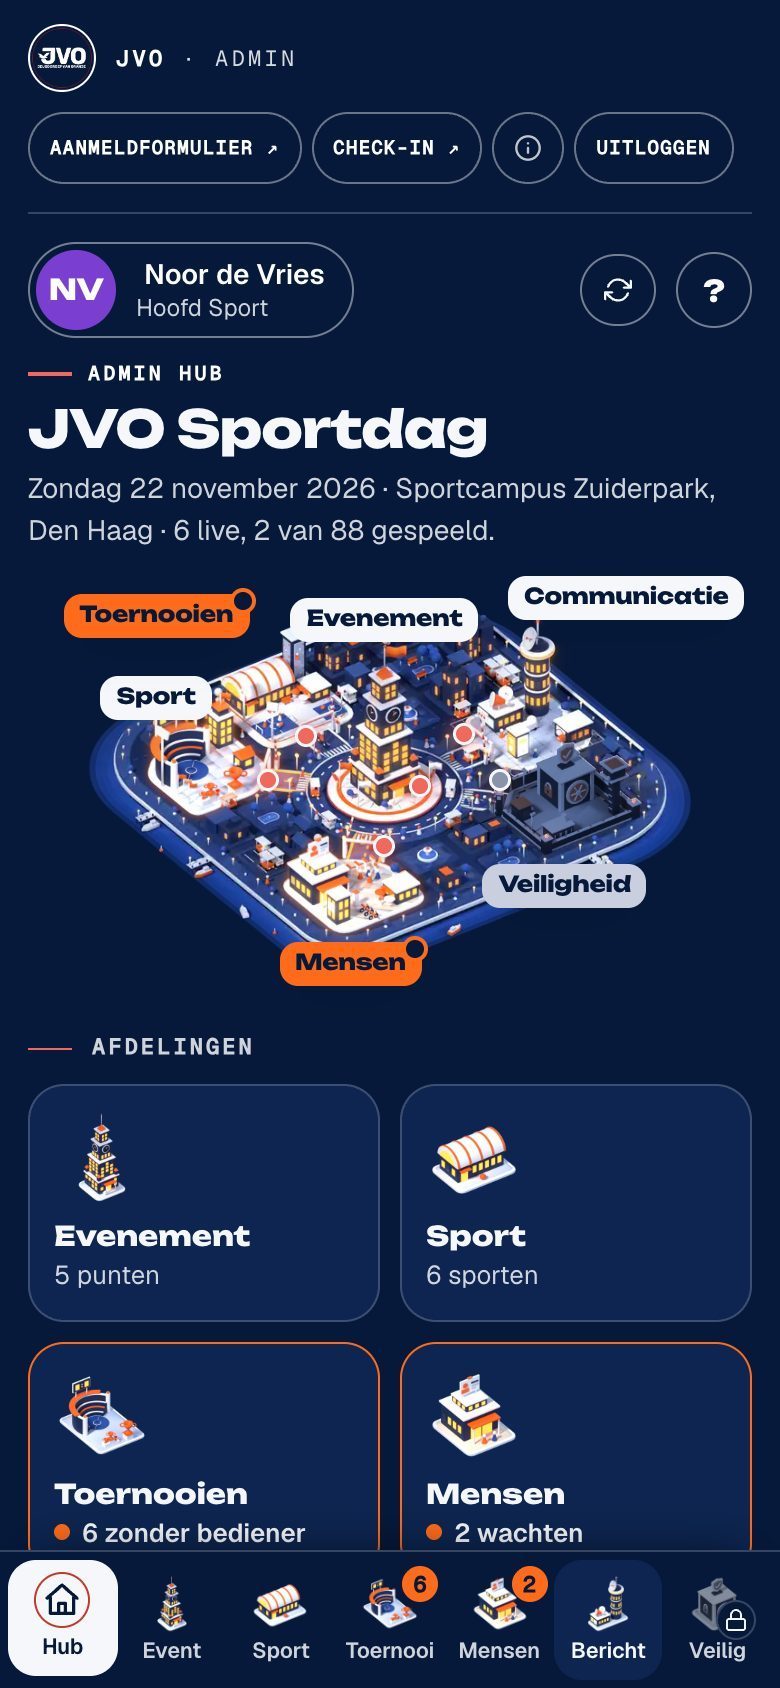 JVO
JVO · ADMIN
AANMELDFORMULIER ↗
CHECK-IN ↗
UITLOGGEN
NV
Noor de Vries
Hoofd Sport
?
ADMIN HUB
JVO Sportdag
Zondag 22 november 2026 · Sportcampus Zuiderpark,
Den Haag · 6 live, 2 van 88 gespeeld.
Toernooien
Evenement
Communicatie
Sport
Veiligheid
Mensen
AFDELINGEN
Evenement
5 punten
Sport
6 sporten
Toernooien
6 zonder bediener
Mensen
2 wachten
Hub
Event
Sport
6
Toernooi
2
Mensen
Bericht
Veilig